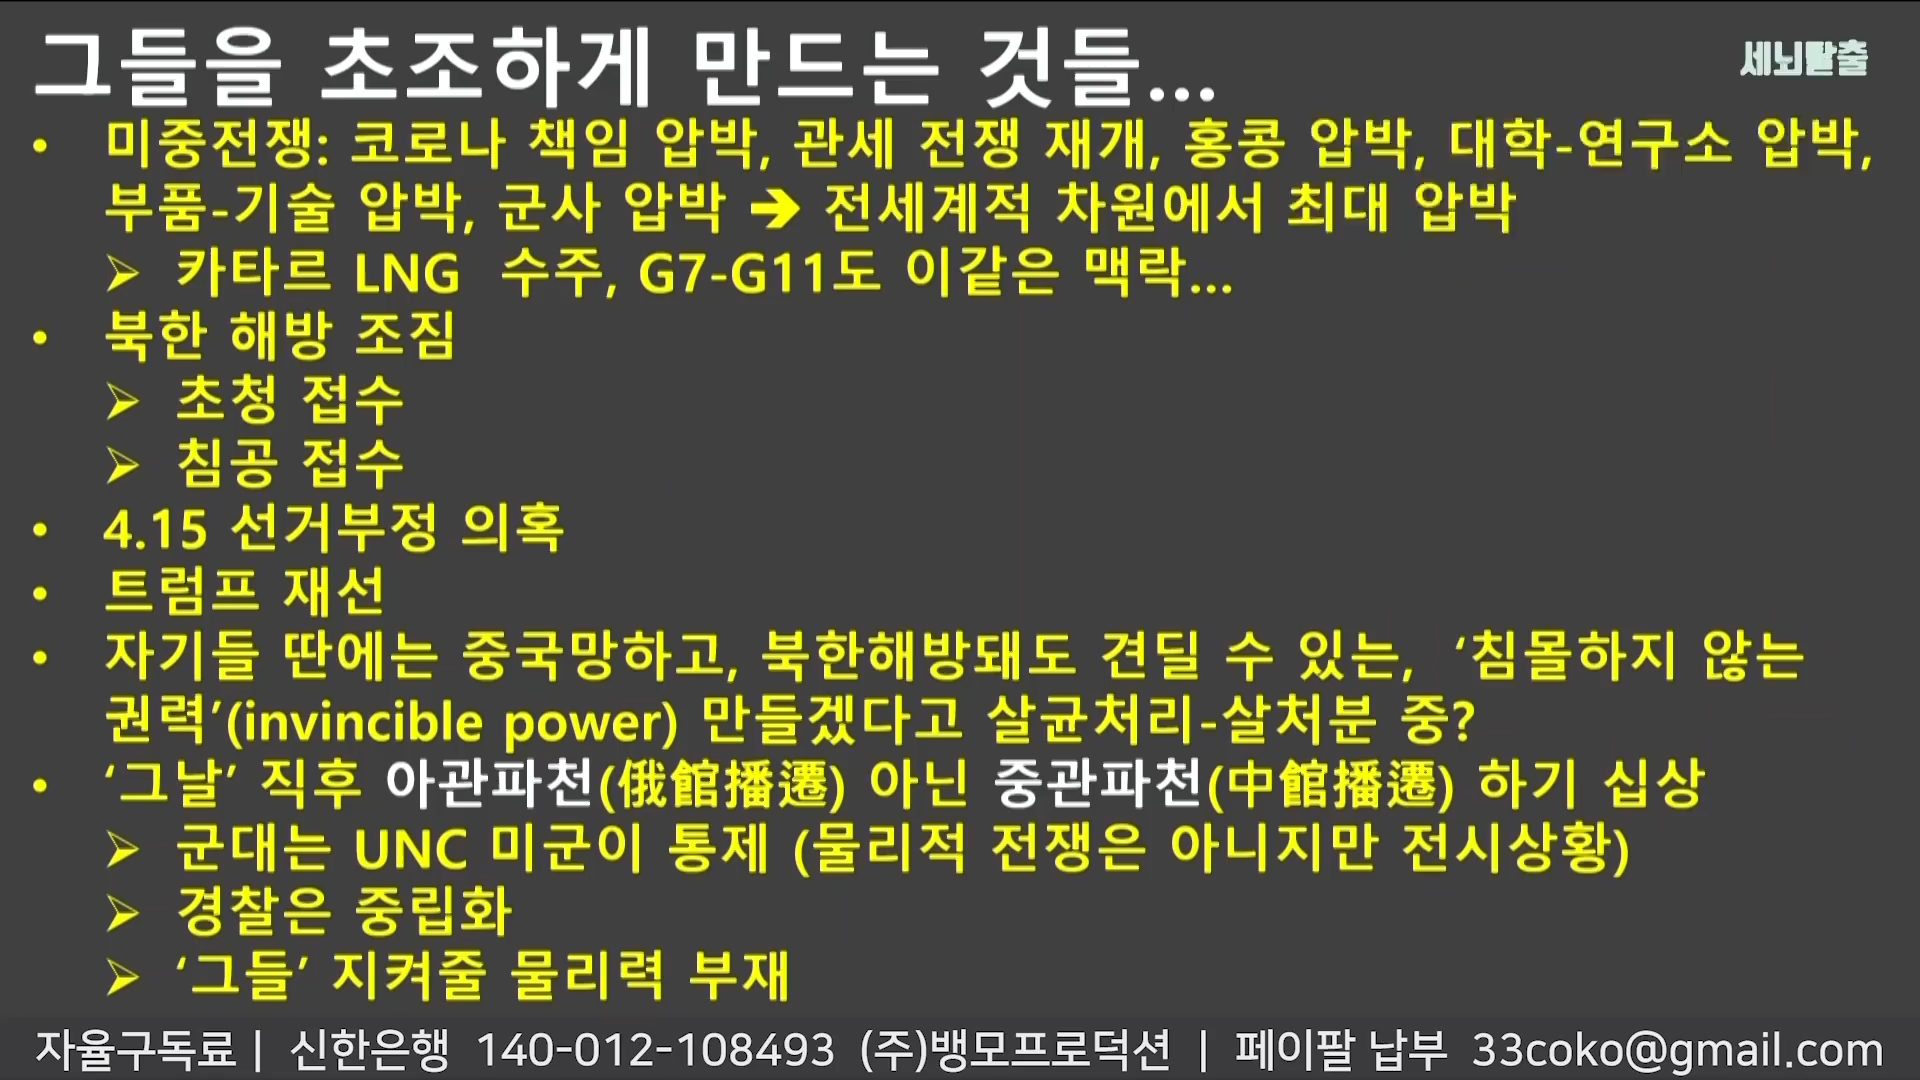 그들을 초조하게 만드는 것들...
세뇌탈출
• 미중전쟁: 코로나 책임 압박, 관세 전쟁 재개, 홍콩 압박, 대학-연구소 압박,
부품-기술 압박, 군사 압박 ➔ 전세계적 차원에서 최대 압박
➢ 카타르 LNG 수주, G7-G11도 이같은 맥락...
• 북한 해방 조짐
➢ 초청 접수
➢ 침공 접수
• 4.15 선거부정 의혹
• 트럼프 재선
• 자기들 딴에는 중국망하고, 북한해방돼도 견딜 수 있는, ‘침몰하지 않는
권력’(invincible power) 만들겠다고 살균처리-살처분 중?
• ‘그날’ 직후 아관파천(俄館播遷) 아닌 중관파천(中館播遷) 하기 십상
➢ 군대는 UNC 미군이 통제 (물리적 전쟁은 아니지만 전시상황)
➢ 경찰은 중립화
➢ ‘그들’ 지켜줄 물리력 부재
자율구독료 | 신한은행 140-012-108493 (주)뱅모프로덕션 | 페이팔 납부 33coko@gmail.com